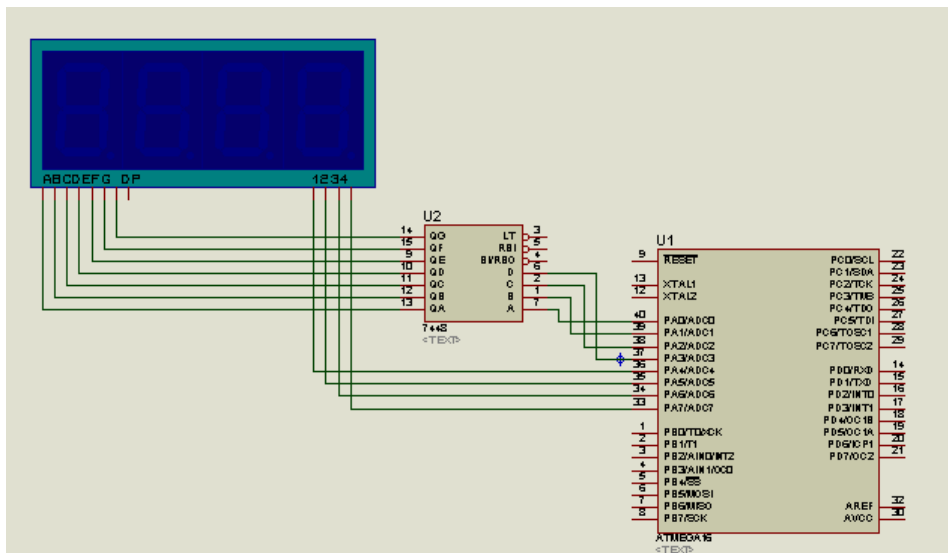 ABCDEFG DP
1234
U2
14 QG LT 3
15 QF RBI 5
9 QE BI/RBO 4
10 QD D 6
11 QC C 2
12 QB B 1
13 QA A 7
7448
<TEXT>
U1
9 RESET PC0/SCL 22
PC1/SDA 23
13 XTAL1 PC2/TCK 24
12 XTAL2 PC3/TMS 25
PC4/TDO 26
40 PA0/ADC0 PC5/TDI 27
39 PA1/ADC1 PC6/TOSC1 28
38 PA2/ADC2 PC7/TOSC2 29
37 PA3/ADC3
36 PA4/ADC4 PD0/RXD 14
35 PA5/ADC5 PD1/TXD 15
34 PA6/ADC6 PD2/INT0 16
33 PA7/ADC7 PD3/INT1 17
PD4/OC1B 18
1 PB0/T0/XCK PD5/OC1A 19
2 PB1/T1 PD6/ICP1 20
3 PB2/AIN0/INT2 PD7/OC2 21
4 PB3/AIN1/OC0
5 PB4/SS
6 PB5/MOSI
7 PB6/MISO AREF 32
8 PB7/SCK AVCC 30
ATMEGA16
<TEXT>